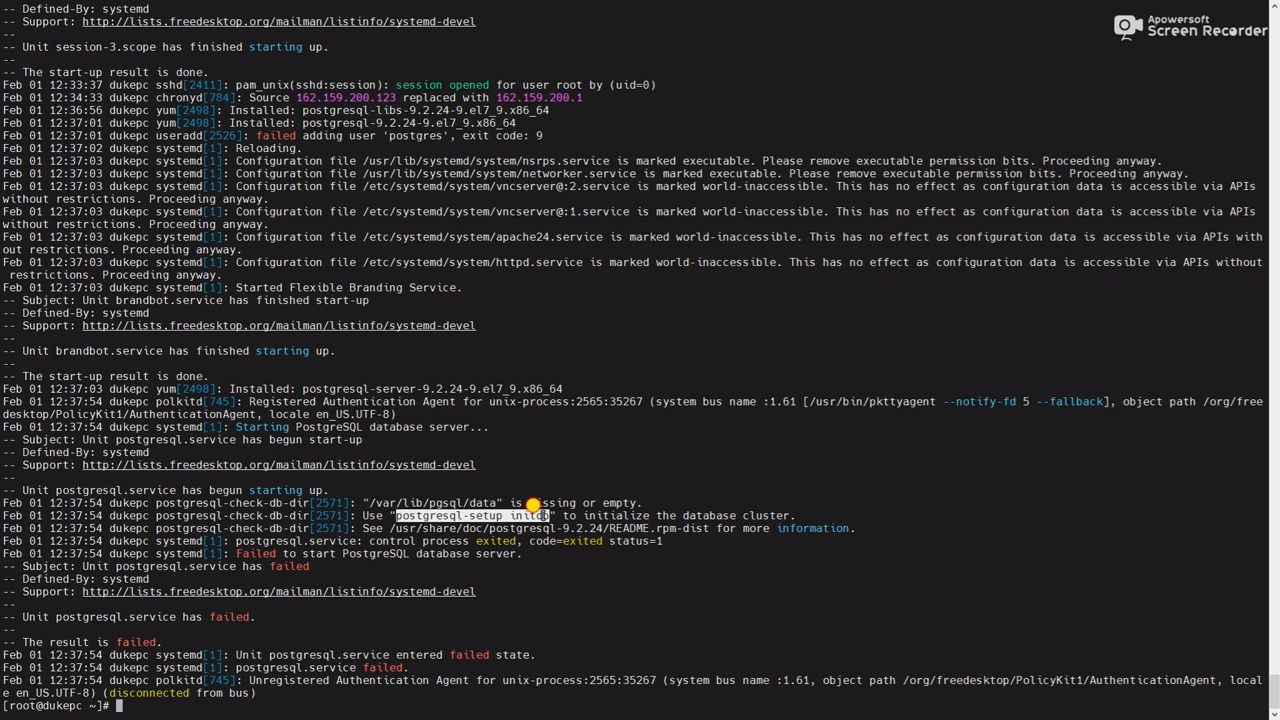 -- Defined-By: systemd
-- Support: http://lists.freedesktop.org/mailman/listinfo/systemd-devel
--
-- Unit session-3.scope has finished starting up.
--
-- The start-up result is done.
Feb 01 12:33:37 dukepc sshd[2411]: pam_unix(sshd:session): session opened for user root by (uid=0)
Feb 01 12:34:33 dukepc chronyd[784]: Source 162.159.200.123 replaced with 162.159.200.1
Feb 01 12:36:56 dukepc yum[2498]: Installed: postgresql-libs-9.2.24-9.el7_9.x86_64
Feb 01 12:37:01 dukepc yum[2498]: Installed: postgresql-9.2.24-9.el7_9.x86_64
Feb 01 12:37:01 dukepc useradd[2526]: failed adding user 'postgres', exit code: 9
Feb 01 12:37:02 dukepc systemd[1]: Reloading.
Feb 01 12:37:03 dukepc systemd[1]: Configuration file /usr/lib/systemd/system/nsrps.service is marked executable. Please remove executable permission bits. Proceeding anyway.
Feb 01 12:37:03 dukepc systemd[1]: Configuration file /usr/lib/systemd/system/networker.service is marked executable. Please remove executable permission bits. Proceeding anyway.
Feb 01 12:37:03 dukepc systemd[1]: Configuration file /etc/systemd/system/vncserver@:2.service is marked world-inaccessible. This has no effect as configuration data is accessible via APIs
without restrictions. Proceeding anyway.
Feb 01 12:37:03 dukepc systemd[1]: Configuration file /etc/systemd/system/vncserver@:1.service is marked world-inaccessible. This has no effect as configuration data is accessible via APIs
without restrictions. Proceeding anyway.
Feb 01 12:37:03 dukepc systemd[1]: Configuration file /etc/systemd/system/apache24.service is marked world-inaccessible. This has no effect as configuration data is accessible via APIs with
out restrictions. Proceeding anyway.
Feb 01 12:37:03 dukepc systemd[1]: Configuration file /etc/systemd/system/httpd.service is marked world-inaccessible. This has no effect as configuration data is accessible via APIs without
restrictions. Proceeding anyway.
Feb 01 12:37:03 dukepc systemd[1]: Started Flexible Branding Service.
-- Subject: Unit brandbot.service has finished start-up
-- Defined-By: systemd
-- Support: http://lists.freedesktop.org/mailman/listinfo/systemd-devel
--
-- Unit brandbot.service has finished starting up.
--
-- The start-up result is done.
Feb 01 12:37:03 dukepc yum[2498]: Installed: postgresql-server-9.2.24-9.el7_9.x86_64
Feb 01 12:37:54 dukepc polkitd[745]: Registered Authentication Agent for unix-process:2565:35267 (system bus name :1.61 [/usr/bin/pkttyagent --notify-fd 5 --fallback], object path /org/free
desktop/PolicyKit1/AuthenticationAgent, locale en_US.UTF-8)
Feb 01 12:37:54 dukepc systemd[1]: Starting PostgreSQL database server...
-- Subject: Unit postgresql.service has begun start-up
-- Defined-By: systemd
-- Support: http://lists.freedesktop.org/mailman/listinfo/systemd-devel
--
-- Unit postgresql.service has begun starting up.
Feb 01 12:37:54 dukepc postgresql-check-db-dir[2571]: "/var/lib/pgsql/data" is missing or empty.
Feb 01 12:37:54 dukepc postgresql-check-db-dir[2571]: Use "postgresql-setup initdb" to initialize the database cluster.
Feb 01 12:37:54 dukepc postgresql-check-db-dir[2571]: See /usr/share/doc/postgresql-9.2.24/README.rpm-dist for more information.
Feb 01 12:37:54 dukepc systemd[1]: postgresql.service: control process exited, code=exited status=1
Feb 01 12:37:54 dukepc systemd[1]: Failed to start PostgreSQL database server.
-- Subject: Unit postgresql.service has failed
-- Defined-By: systemd
-- Support: http://lists.freedesktop.org/mailman/listinfo/systemd-devel
--
-- Unit postgresql.service has failed.
--
-- The result is failed.
Feb 01 12:37:54 dukepc systemd[1]: Unit postgresql.service entered failed state.
Feb 01 12:37:54 dukepc systemd[1]: postgresql.service failed.
Feb 01 12:37:54 dukepc polkitd[745]: Unregistered Authentication Agent for unix-process:2565:35267 (system bus name :1.61, object path /org/freedesktop/PolicyKit1/AuthenticationAgent, local
e en_US.UTF-8) (disconnected from bus)
[root@dukepc ~]#
Apowersoft
Screen Recorder